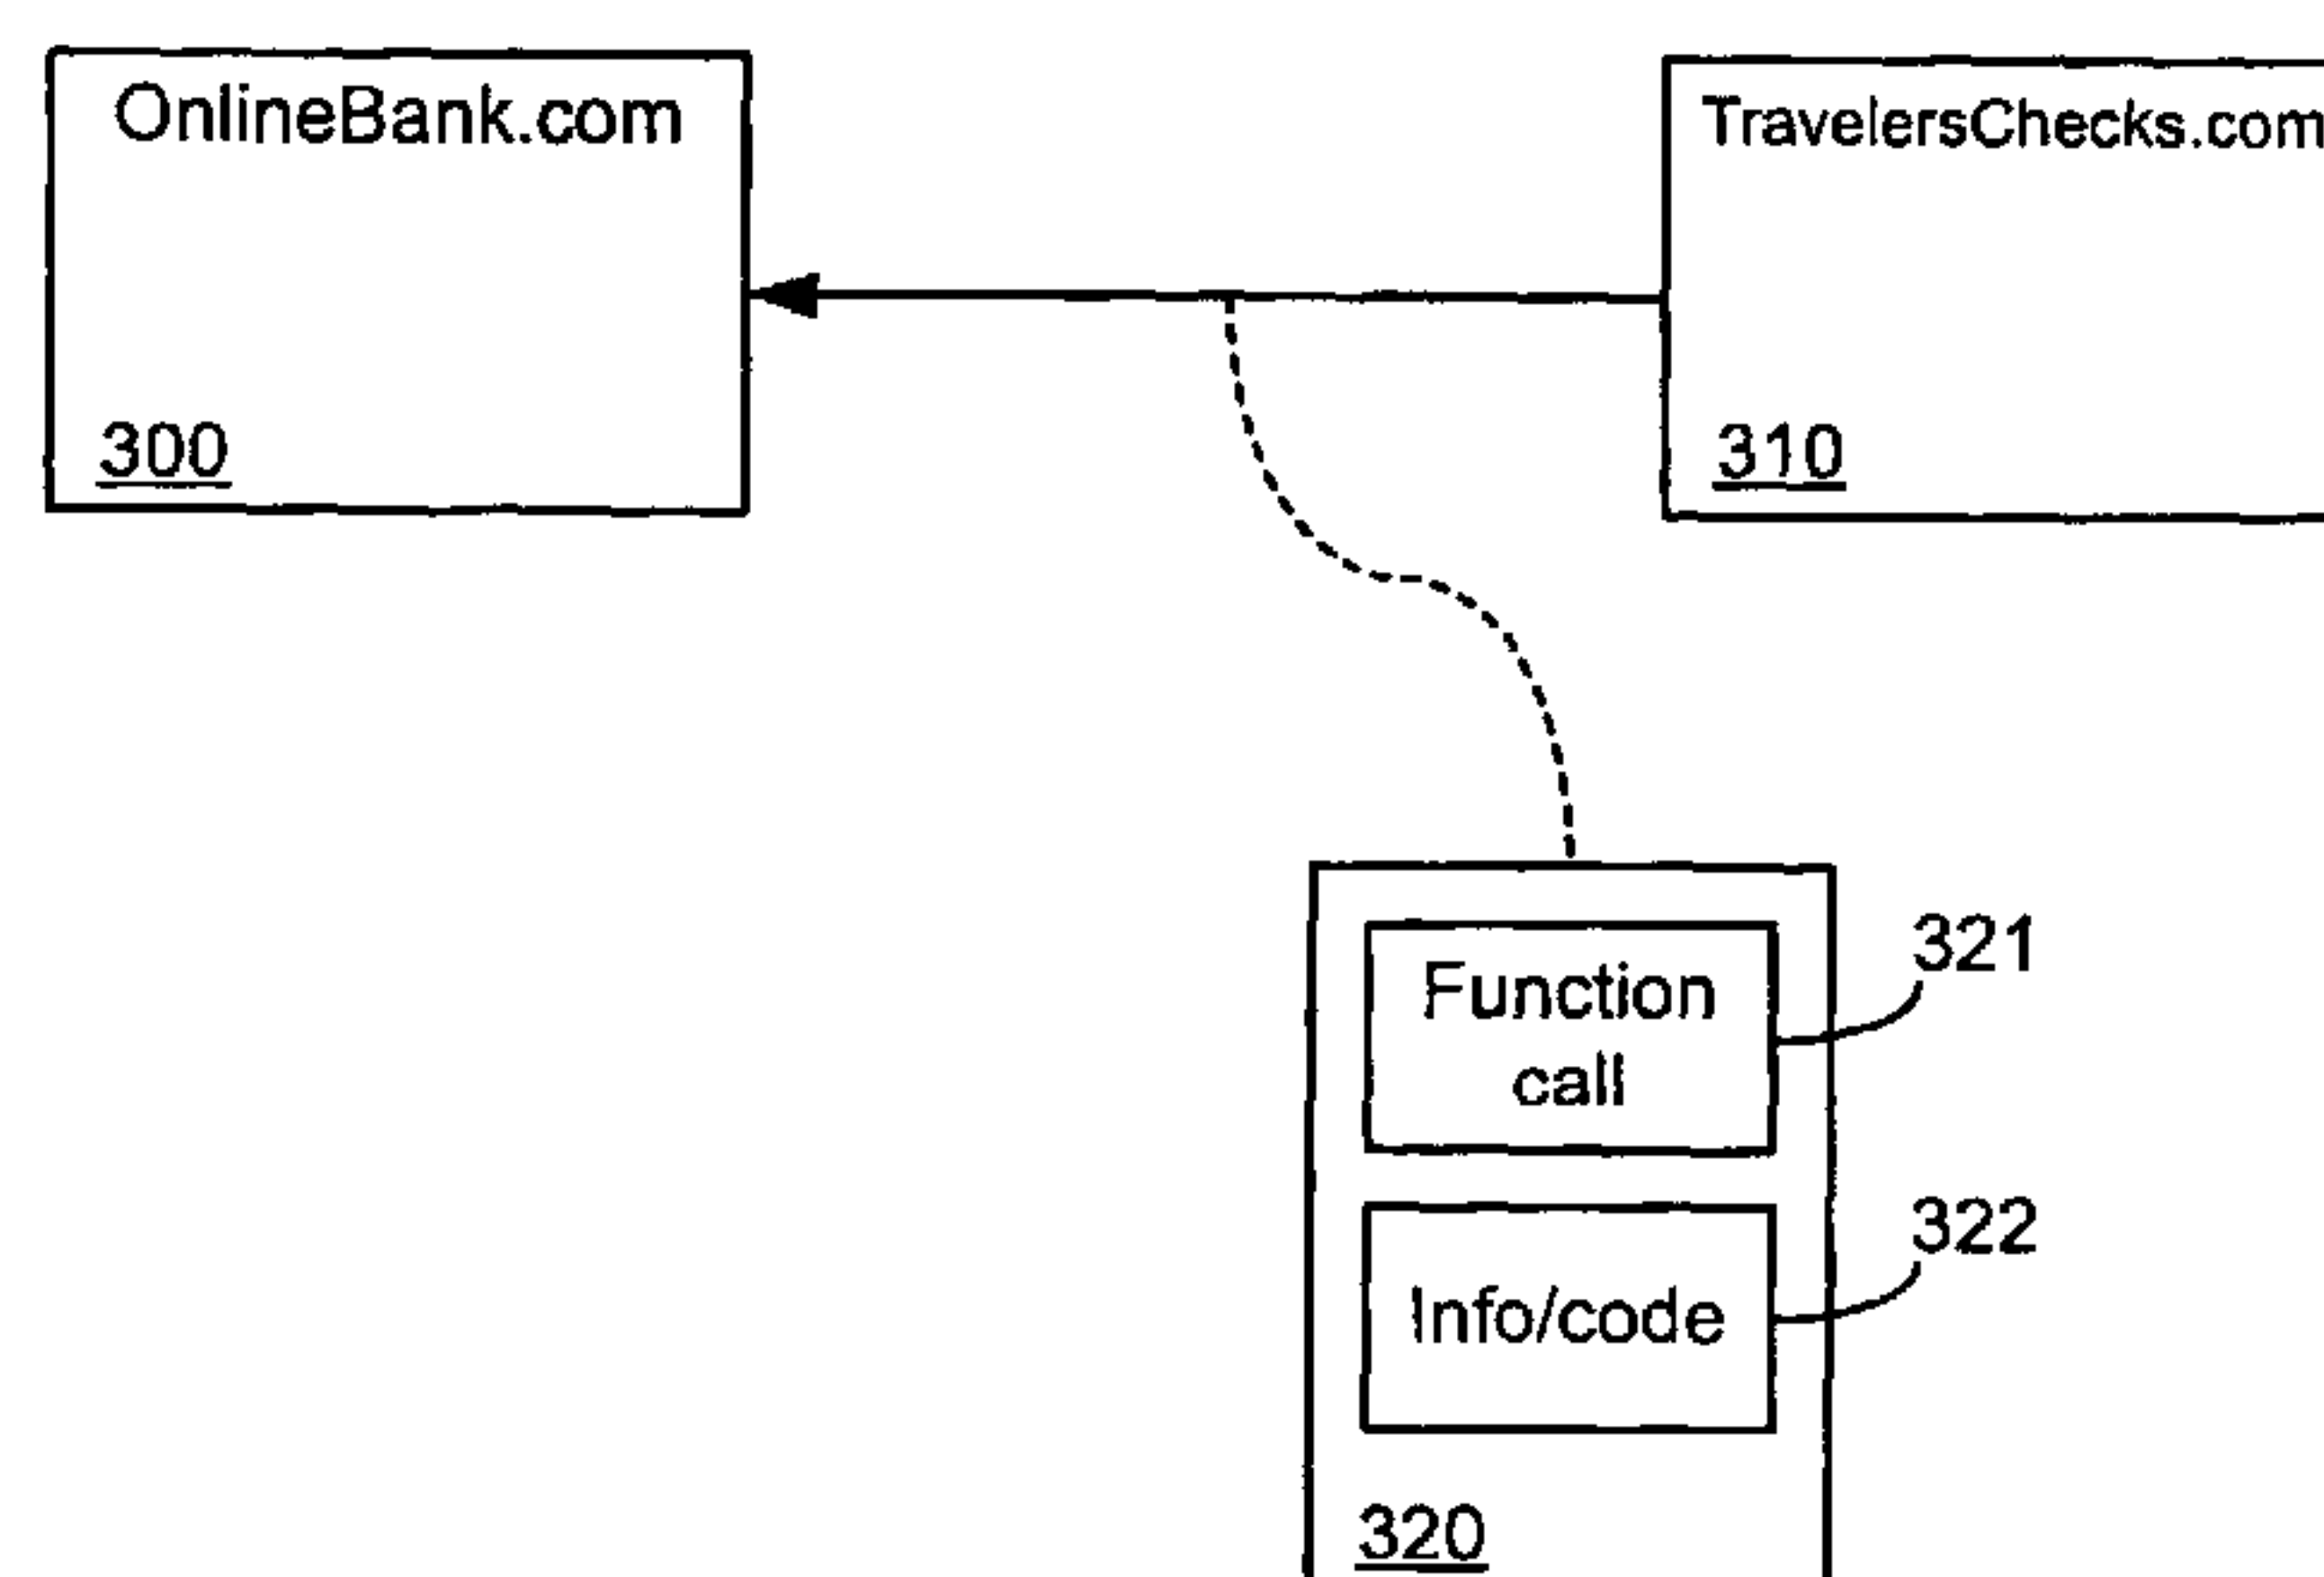 OnlineBank.com
TravelersChecks.com
300
310
Function
call
321
Info/code
322
320